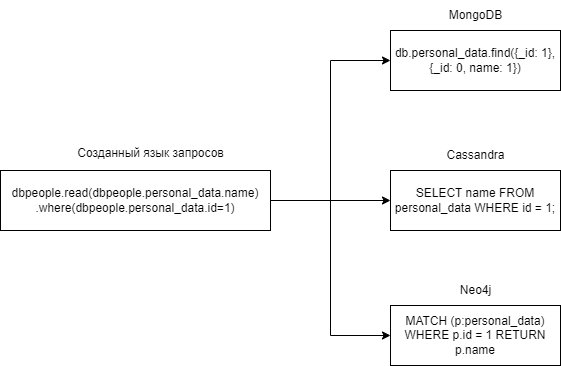 MongoDB
db.personal_data.find({_id: 1},
{_id: 0, name: 1})
Созданный язык запросов
dbpeople.read(dbpeople.personal_data.name)
.where(dbpeople.personal_data.id=1)
Cassandra
SELECT name FROM
personal_data WHERE id = 1;
Neo4j
MATCH (p:personal_data)
WHERE p.id = 1 RETURN
p.name